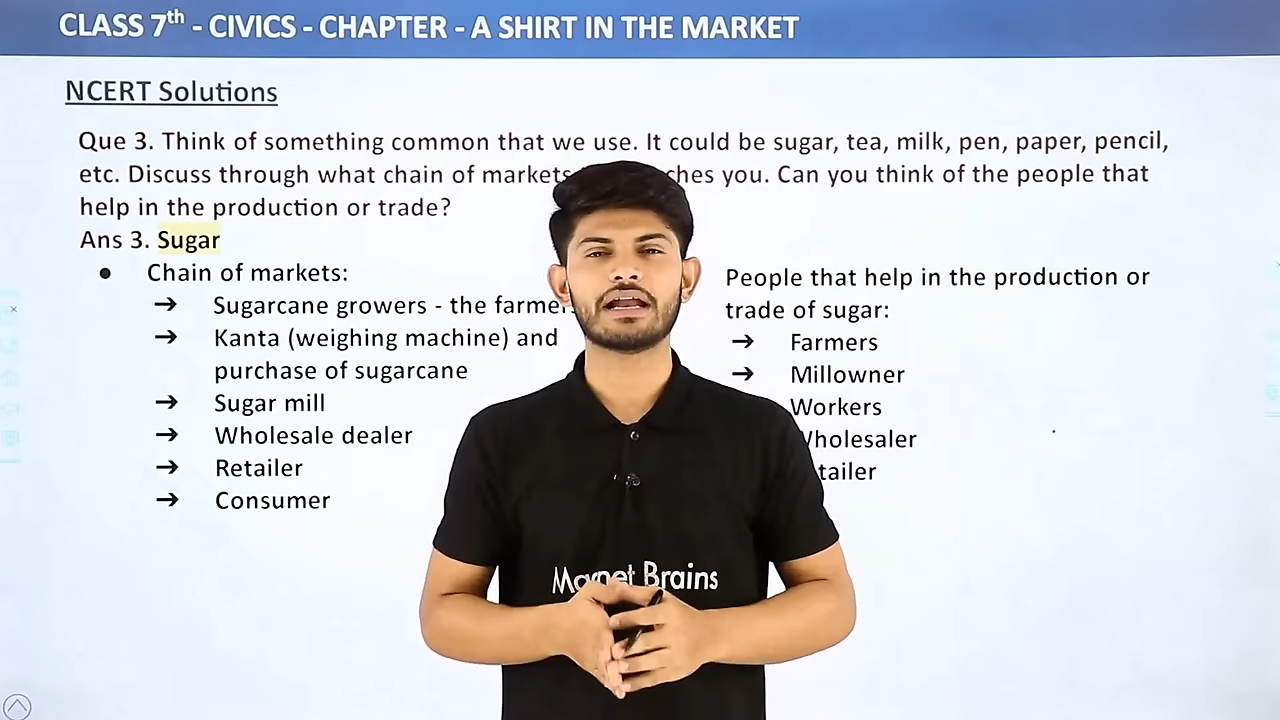 CLASS 7th - CIVICS - CHAPTER - A SHIRT IN THE MARKET
NCERT Solutions
Que 3. Think of something common that we use. It could be sugar, tea, milk, pen, paper, pencil,
etc. Discuss through what chain of markets you. Can you think of the people that
help in the production or trade?
Ans 3. Sugar
● Chain of markets:
➔ Sugarcane growers - the farmers
➔ Kanta (weighing machine) and
purchase of sugarcane
➔ Sugar mill
➔ Wholesale dealer
➔ Retailer
➔ Consumer
People that help in the production or
trade of sugar:
➔ Farmers
➔ Millowner
Workers
Wholesaler
Retailer
Magnet Brains